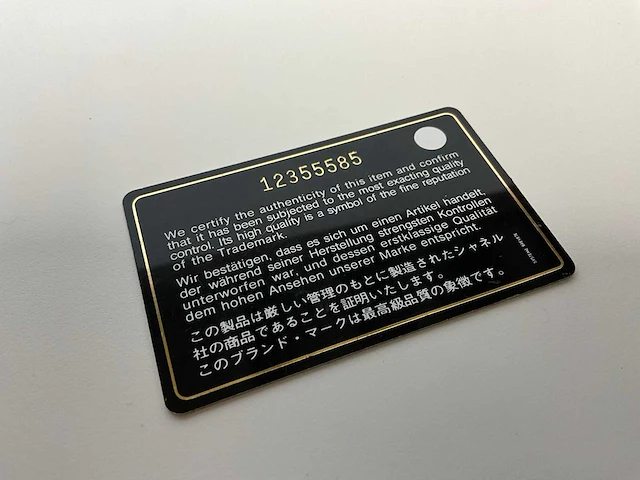 12355585
We certify the authenticity of this item and confirm
that it has been subjected to the most exacting quality
control. Its high quality is a symbol of the fine reputation
of the Trademark.
Wir bestätigen, dass es sich um einen Artikel handelt,
der während seiner Herstellung strengsten Kontrollen
unterworfen war, und dessen erstklassige Qualität
dem hohen Ansehen unserer Marke entspricht.
この製品は厳しい管理のもとに製造されたシャネル
社の商品であることを証明いたします。
このブランド・マークは最高級品質の象徴です。